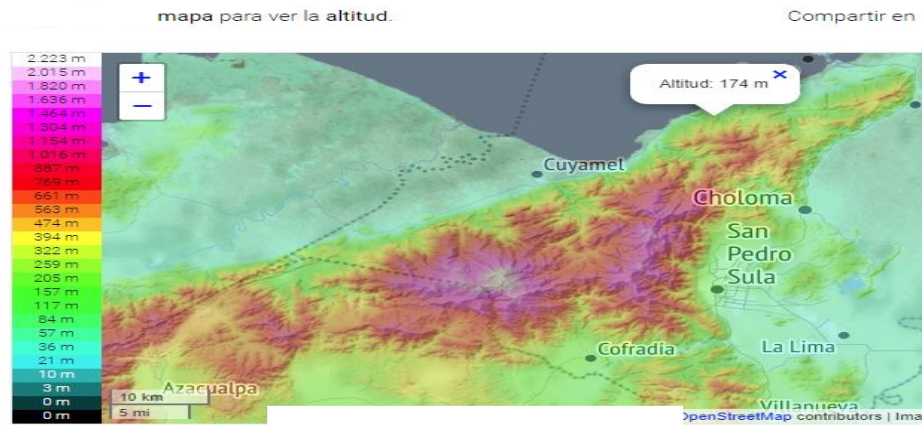 mapa para ver la altitud.
Compartir en
2.223 m
2.015 m
1.820 m
1.636 m
1.464 m
1.304 m
1.154 m
1.016 m
887 m
769 m
661 m
563 m
474 m
394 m
322 m
259 m
205 m
157 m
117 m
84 m
57 m
36 m
21 m
10 m
3 m
0 m
0 m
+
−
Altitud: 174 m ×
Cuyamel
Choloma
San
Pedro
Sula
Cofradia
La Lima
Azacualpa
Villanueva
10 km
5 mi
OpenStreetMap contributors | Ima